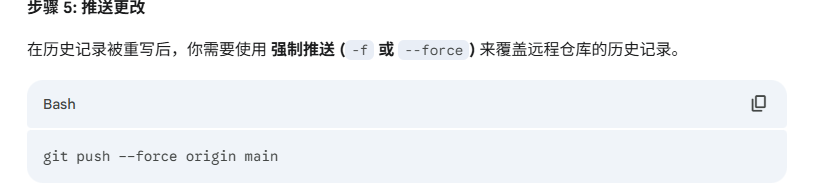 步骤 5: 推送更改
在历史记录被重写后，你需要使用 强制推送 ( -f 或 --force ) 来覆盖远程仓库的历史记录。
Bash
git push --force origin main